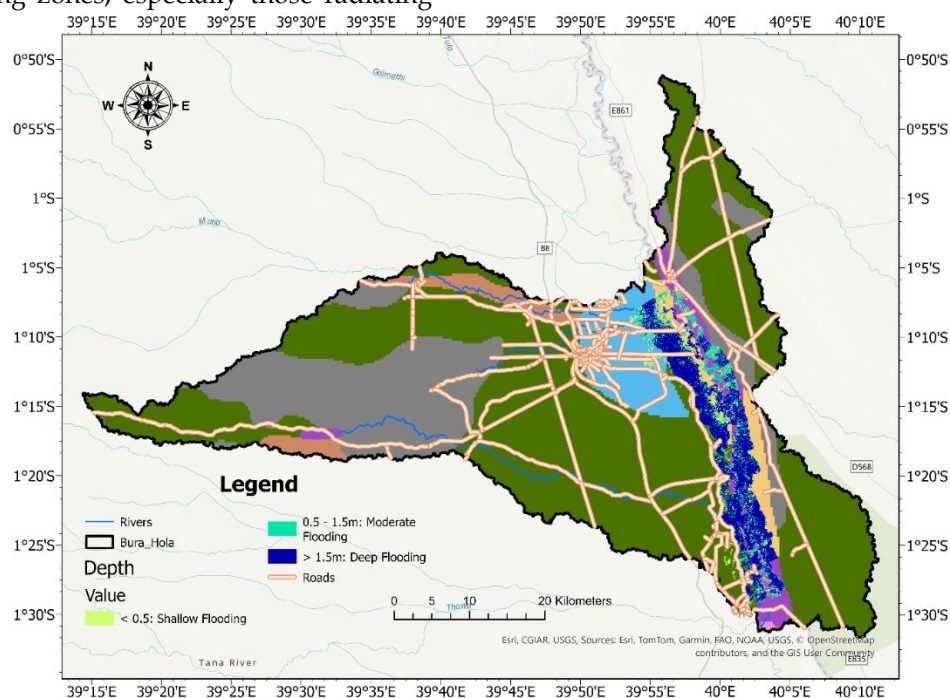 ng zones, especially those radiating
39°15'E 39°20'E 39°25'E 39°30'E 39°35'E 39°40'E 39°45'E 39°50'E 39°55'E 40°0'E 40°5'E 40°10'E
0°50'S 0°50'S
N
W E
S
Galmathi
Tula
E861
0°55'S 0°55'S
1°S 1°S
B8
1°5'S 1°5'S
1°10'S 1°10'S
1°15'S 1°15'S
1°20'S 1°20'S
D568
Legend
Rivers
Bura_Hola
Depth
Value
< 0.5: Shallow Flooding
0.5 - 1.5m: Moderate
Flooding
> 1.5m: Deep Flooding
Roads
1°25'S 1°25'S
0 5 10 20 Kilometers
1°30'S 1°30'S
Esri, CGIAR, USGS, Sources: Esri, TomTom, Garmin, FAO, NOAA, USGS, © OpenStreetMap
contributors, and the GIS User Community
Tana River
E835
39°15'E 39°20'E 39°25'E 39°30'E 39°35'E 39°40'E 39°45'E 39°50'E 39°55'E 40°0'E 40°5'E 40°10'E